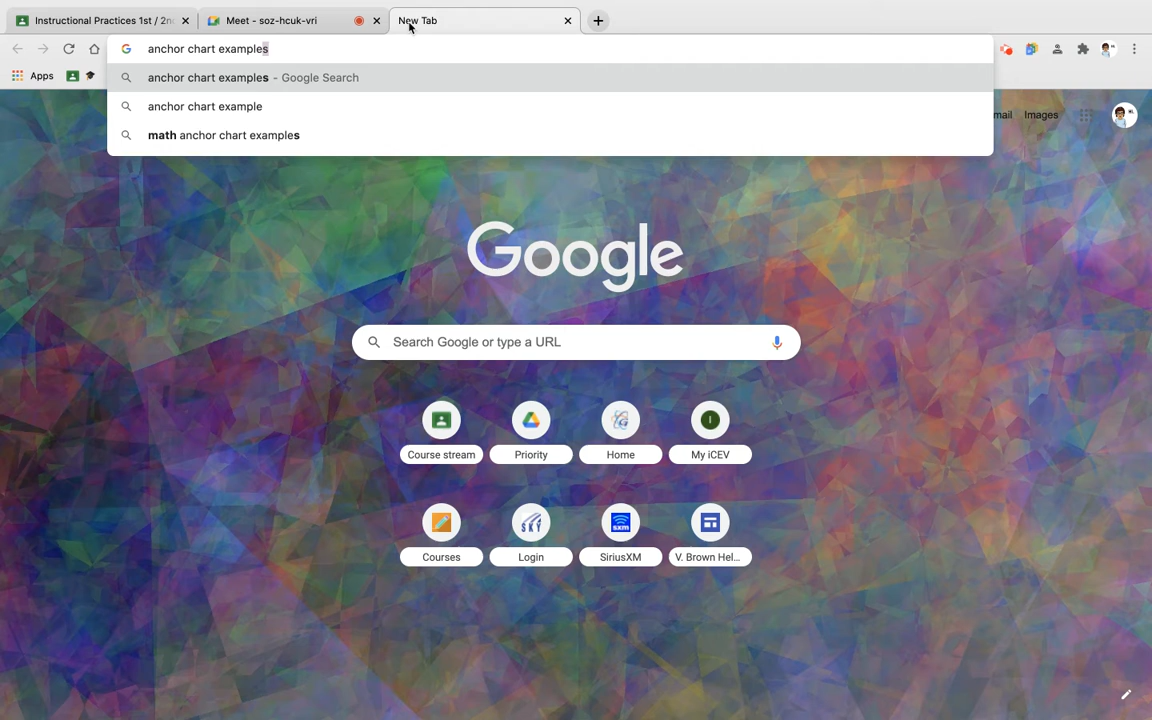 Instructional Practices 1st / 2n
Meet - soz-hcuk-vri
New Tab
anchor chart examples
Apps
anchor chart examples - Google Search
anchor chart example
math anchor chart examples
mail
Images
Google
Search Google or type a URL
Course stream
Priority
Home
My iCEV
Courses
SKY
Login
sxm
SiriusXM
V. Brown Hel...